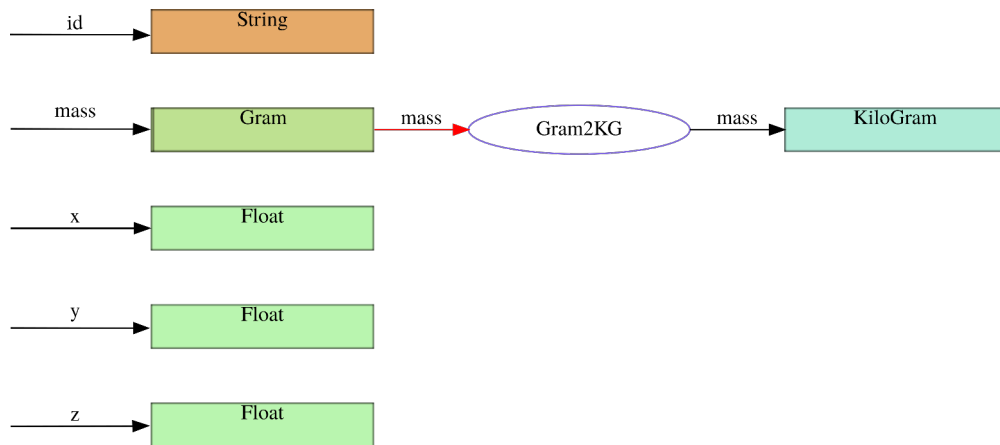 id String
mass Gram mass Gram2KG mass KiloGram
x Float
y Float
z Float